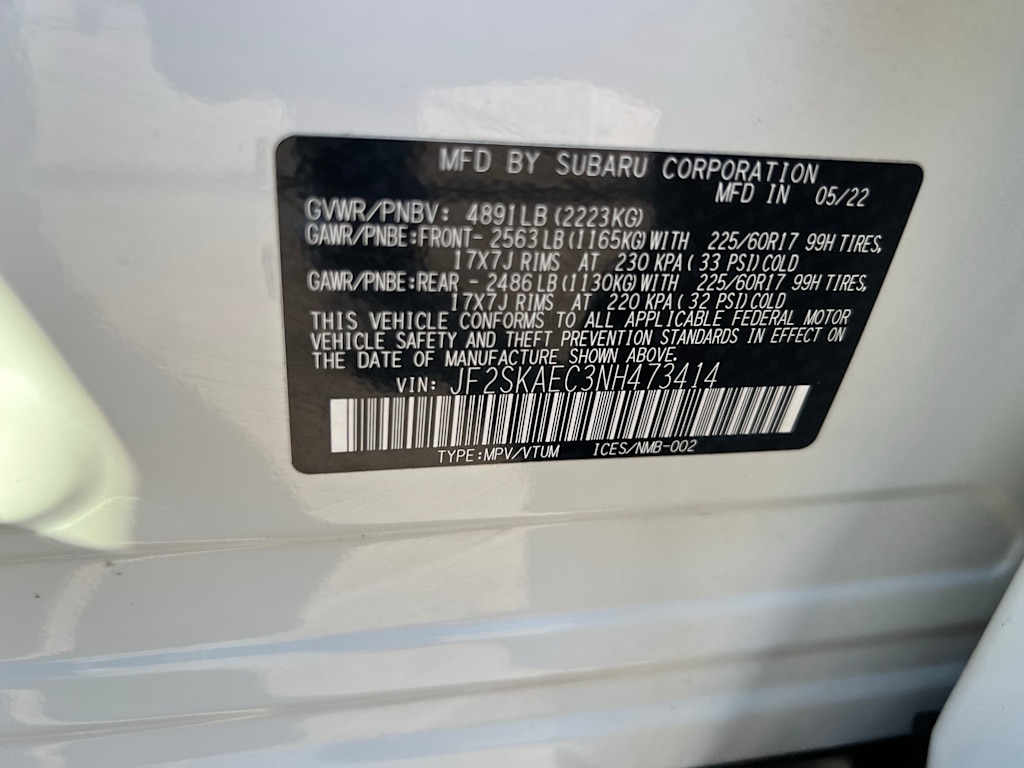 MFD BY SUBARU CORPORATION
MFD IN 05/22
GVWR/PNBV: 4891LB (2223KG)
GAWR/PNBE:FRONT- 2563LB (1165KG) WITH 225/60R17 99H TIRES,
17X7J RIMS AT 230 KPA ( 33 PSI) COLD
GAWR/PNBE:REAR - 2486LB (1130KG) WITH 225/60R17 99H TIRES,
17X7J RIMS AT 220 KPA ( 32 PSI) COLD
THIS VEHICLE CONFORMS TO ALL APPLICABLE FEDERAL MOTOR
VEHICLE SAFETY AND THEFT PREVENTION STANDARDS IN EFFECT ON
THE DATE OF MANUFACTURE SHOWN ABOVE.
VIN: JF2SKAEC3NH473414
TYPE:MPV/VTUM ICES/NMB-002